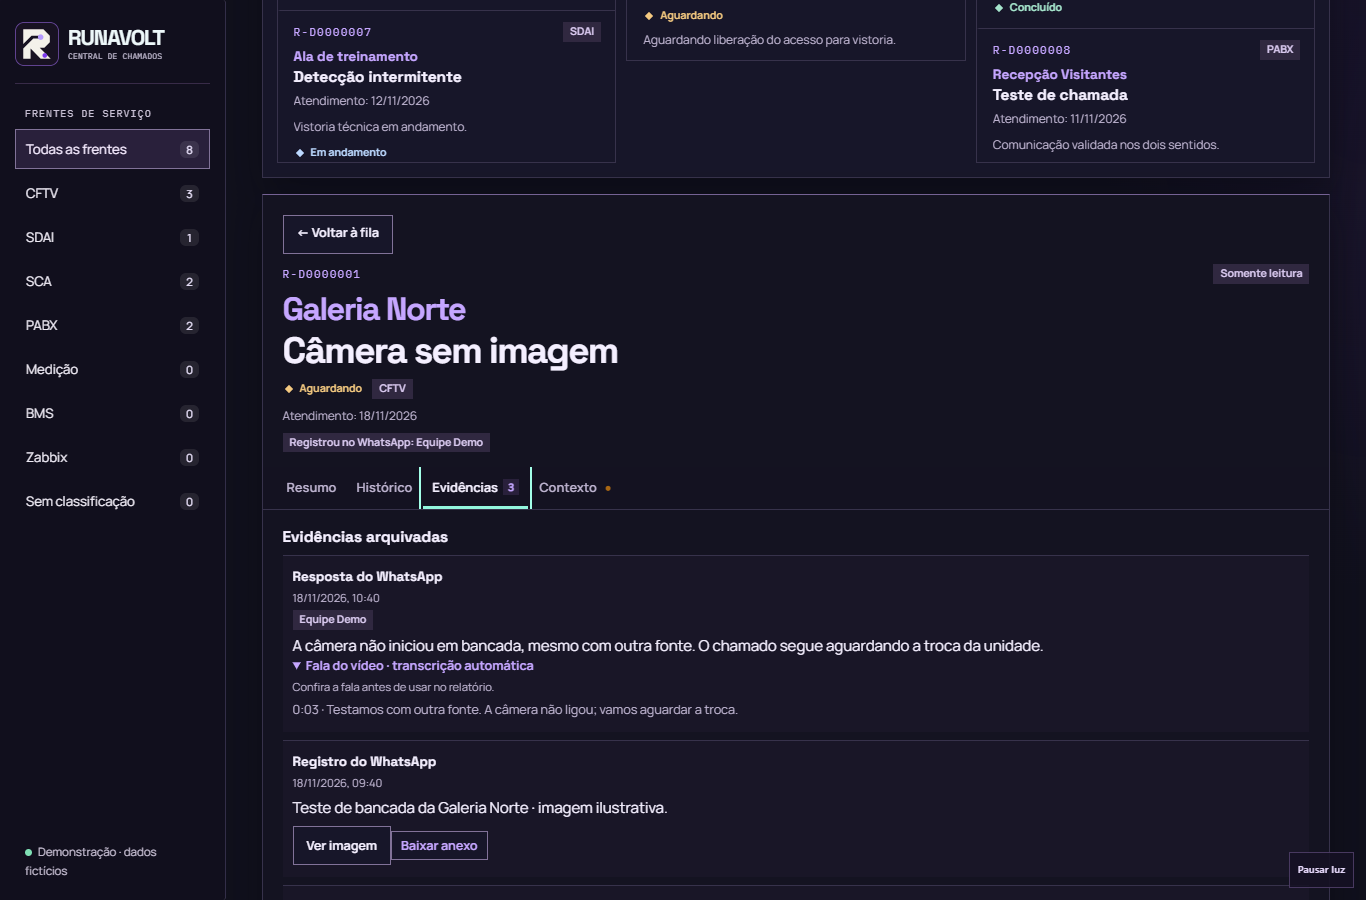 RUNAVOLT
CENTRAL DE CHAMADOS
FRENTES DE SERVIÇO
Todas as frentes 8
CFTV 3
SDAI 1
SCA 2
PABX 2
Medição 0
BMS 0
Zabbix 0
Sem classificação 0
Demonstração · dados
fictícios
R-D0000007 SDAI
Ala de treinamento
Detecção intermitente
Atendimento: 12/11/2026
Vistoria técnica em andamento.
◆ Em andamento
◆ Aguardando
Aguardando liberação do acesso para vistoria.
◆ Concluído
R-D0000008 PABX
Recepção Visitantes
Teste de chamada
Atendimento: 11/11/2026
Comunicação validada nos dois sentidos.
← Voltar à fila
R-D0000001 Somente leitura
Galeria Norte
Câmera sem imagem
◆ Aguardando CFTV
Atendimento: 18/11/2026
Registrou no WhatsApp: Equipe Demo
Resumo Histórico Evidências 3 Contexto
Evidências arquivadas
Resposta do WhatsApp
18/11/2026, 10:40
Equipe Demo
A câmera não iniciou em bancada, mesmo com outra fonte. O chamado segue aguardando a troca da unidade.
▼ Fala do vídeo · transcrição automática
Confira a fala antes de usar no relatório.
0:03 · Testamos com outra fonte. A câmera não ligou; vamos aguardar a troca.
Registro do WhatsApp
18/11/2026, 09:40
Teste de bancada da Galeria Norte · imagem ilustrativa.
Ver imagem Baixar anexo
Pausar luz